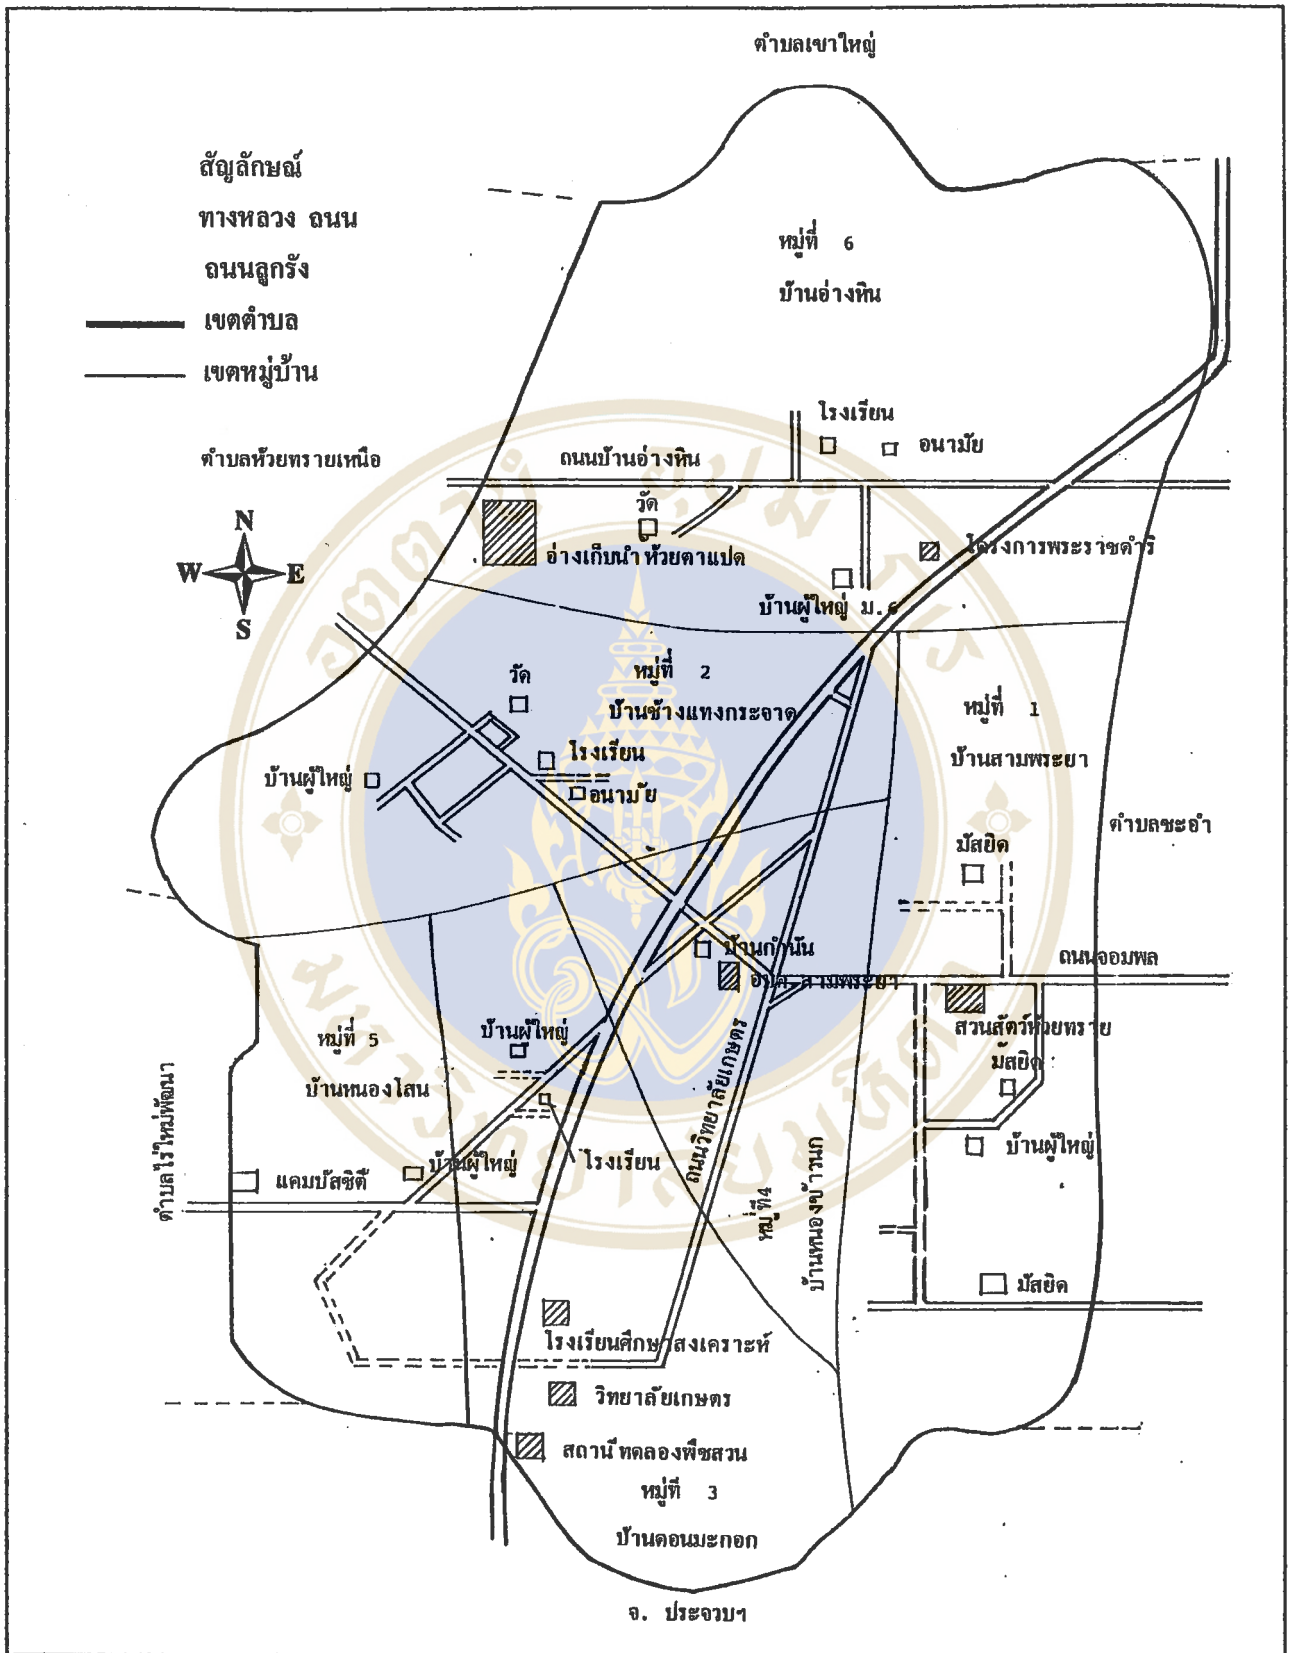 ตำบลเขาใหญ่
สัญลักษณ์
ทางหลวง ถนน
ถนนลูกรัง
เขตตำบล
เขตหมู่บ้าน
หมู่ที่ 6
บ้านอ่างหิน
โรงเรียน
อนามัย
ตำบลห้วยทรายเหนือ
ถนนบ้านอ่างหิน
วัด
อ่างเก็บน้ำห้วยตาแปด
โครงการพระราชดำริ
บ้านผู้ใหญ่ ม.6
N
W
E
S
หมู่ที่ 2
บ้านช้างแทงกระจาด
วัด
โรงเรียน
อนามัย
บ้านผู้ใหญ่
หมู่ที่ 1
บ้านสามพระยา
ตำบลชะอำ
มัสยิด
บ้านกำนัน
อบต. สามพระยา
ถนนจอมพล
สวนสัตว์ห้วยทราย
มัสยิด
บ้านผู้ใหญ่
หมู่ที่ 5
บ้านหนองโสน
บ้านผู้ใหญ่
โรงเรียน
ถนนวิทยาลัยเกษตร
ตำบลไร่ใหม่พัฒนา
แคมบัสซิตี้
บ้านผู้ใหญ่
หมู่ที่4
บ้านหนองข้าวนก
มัสยิด
โรงเรียนศึกษาสงเคราะห์
วิทยาลัยเกษตร
สถานีทดลองพืชสวน
หมู่ที่ 3
บ้านดอนมะกอก
จ. ประจวบฯ